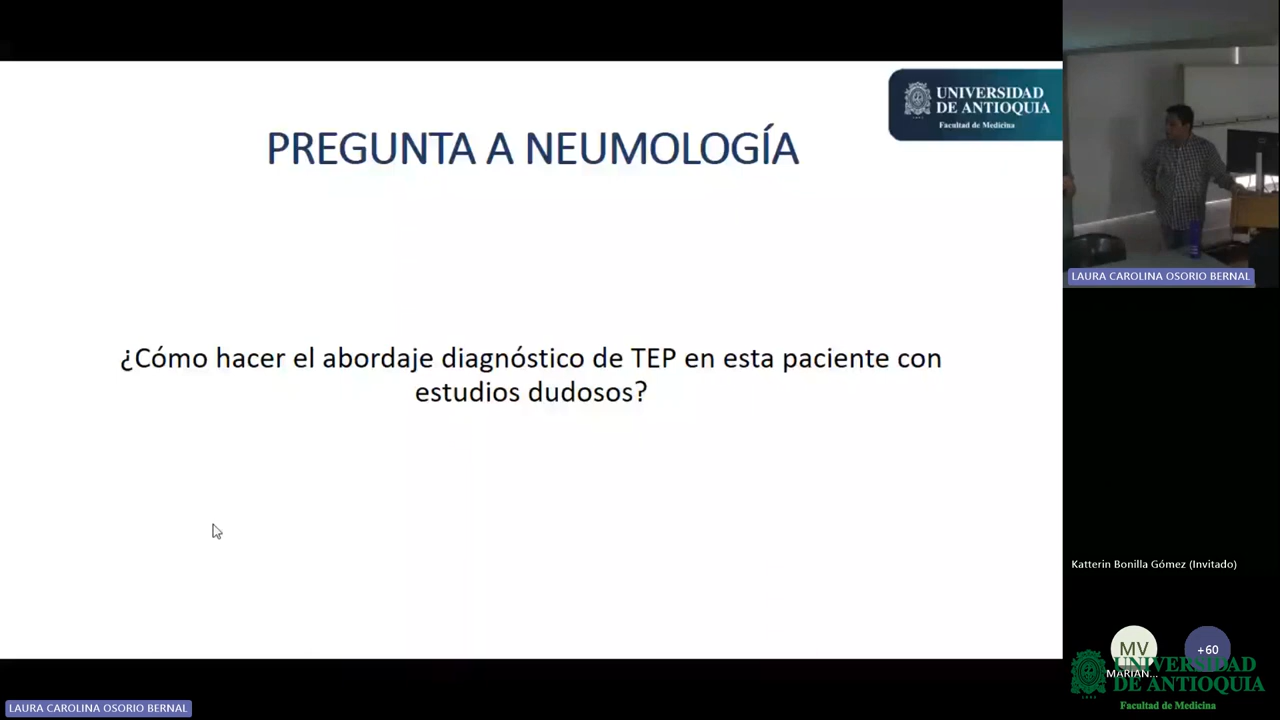 UNIVERSIDAD
DE ANTIOQUIA
Facultad de Medicina
PREGUNTA A NEUMOLOGÍA
¿Cómo hacer el abordaje diagnóstico de TEP en esta paciente con
estudios dudosos?
LAURA CAROLINA OSORIO BERNAL
Katterin Bonilla Gómez (Invitado)
MV
+60
MARIAN...
UNIVERSIDAD
DE ANTIOQUIA
Facultad de Medicina
LAURA CAROLINA OSORIO BERNAL